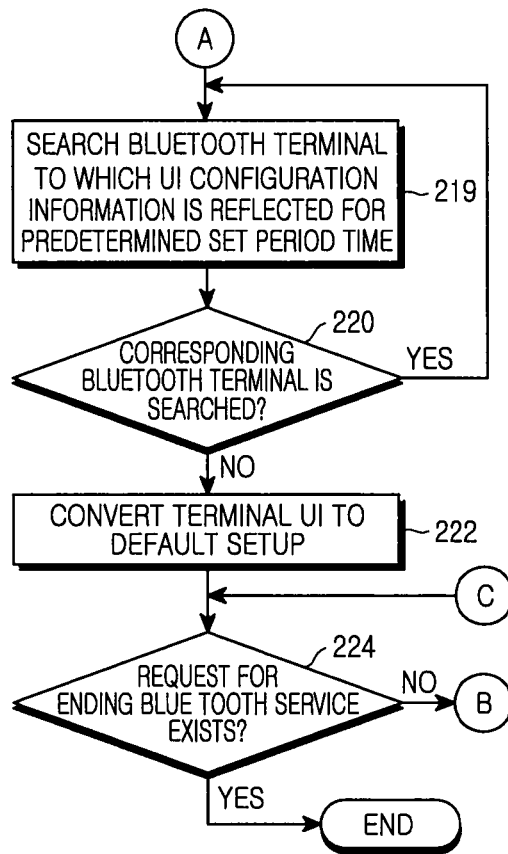 A
SEARCH BLUETOOTH TERMINAL
TO WHICH UI CONFIGURATION
INFORMATION IS REFLECTED FOR
PREDETERMINED SET PERIOD TIME
219
220
CORRESPONDING
BLUETOOTH TERMINAL IS
SEARCHED?
YES
NO
CONVERT TERMINAL UI TO
DEFAULT SETUP
222
C
224
REQUEST FOR
ENDING BLUE TOOTH SERVICE
EXISTS?
NO
B
YES
END